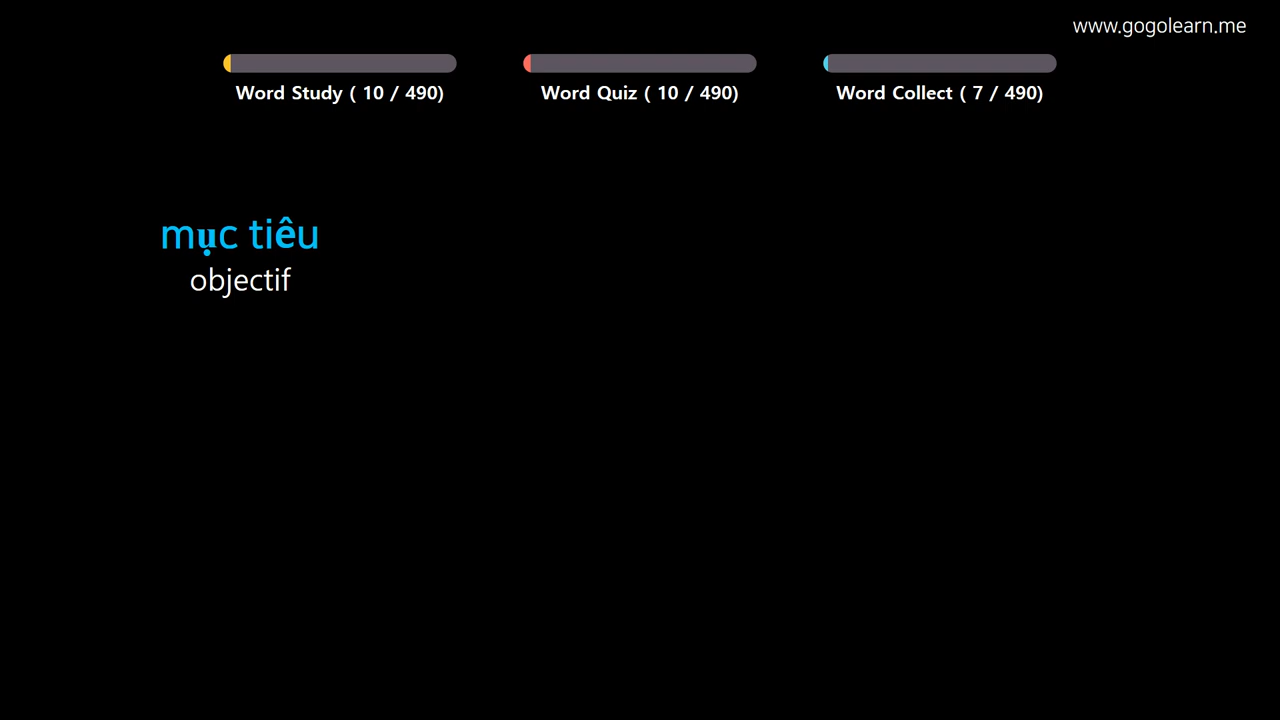 www.gogolearn.me
Word Study ( 10 / 490)
Word Quiz ( 10 / 490)
Word Collect ( 7 / 490)
mục tiêu
objectif